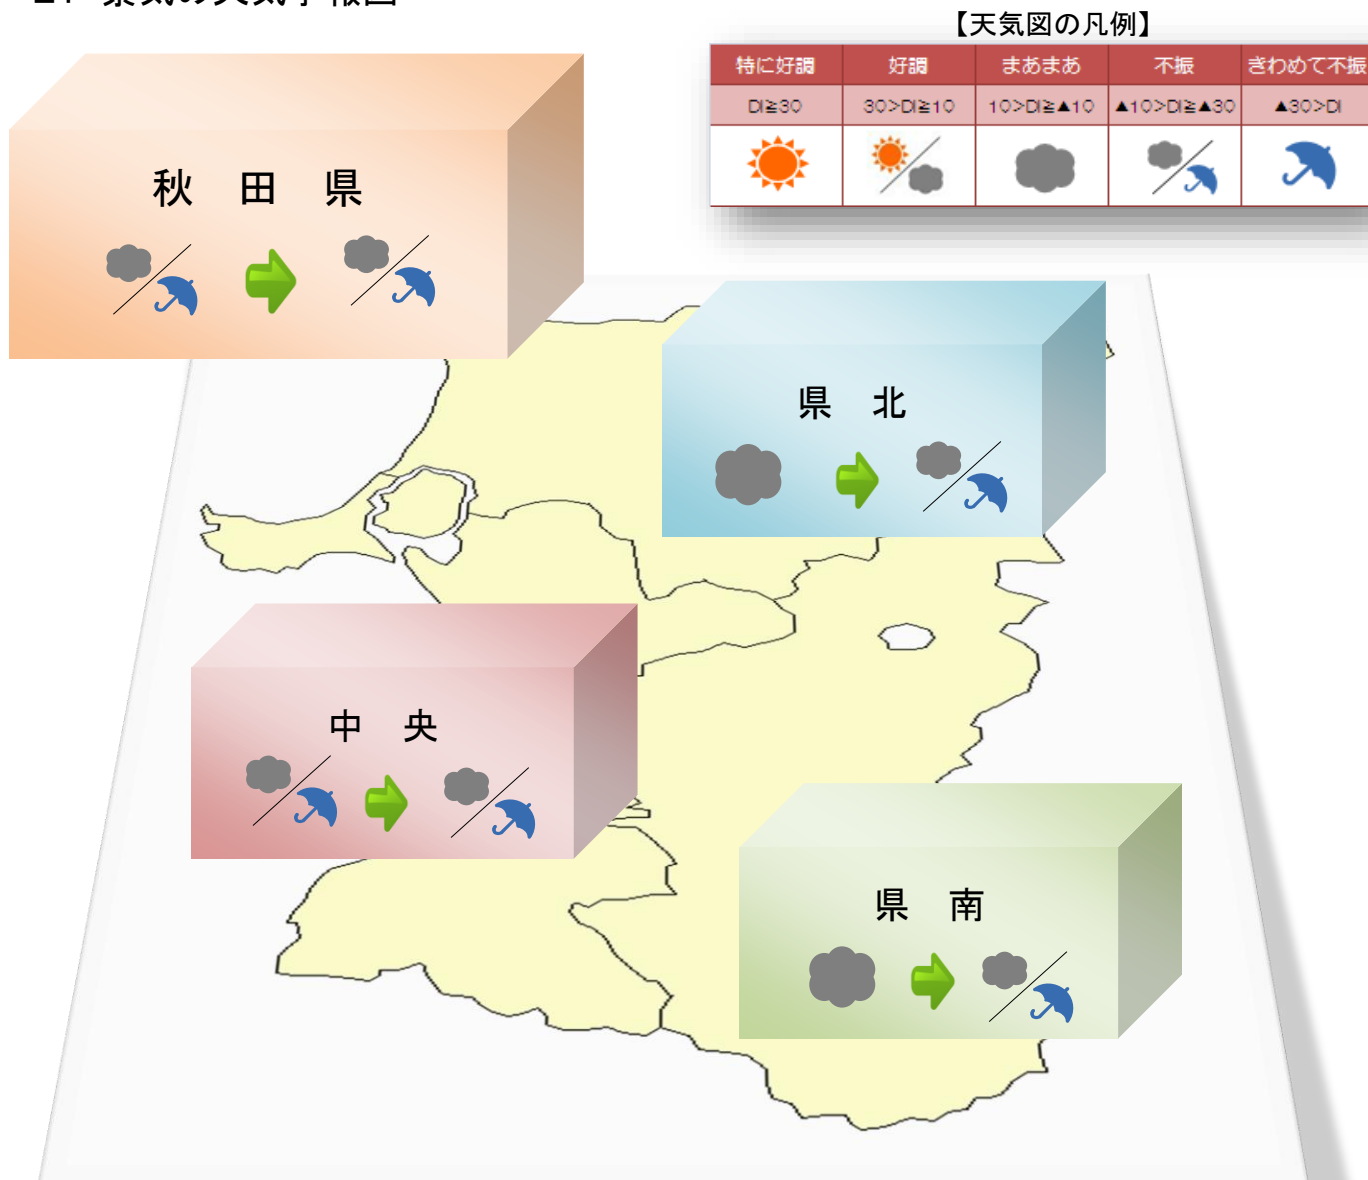 【天気図の凡例】
特に好調 好調 まあまあ 不振 きわめて不振
DI≧30 30>DI≧10 10>DI≧▲10 ▲10>DI≧▲30 ▲30>DI
秋 田 県
県 北
中 央
県 南